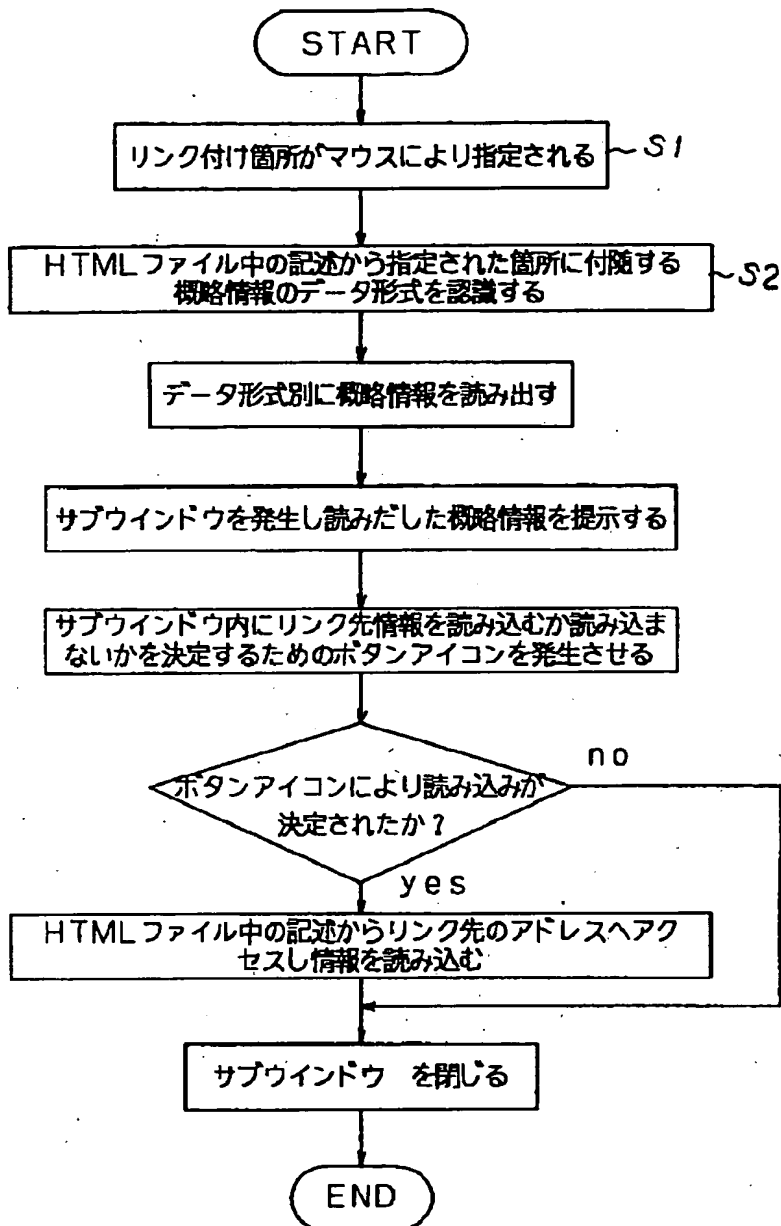 START
リンク付け箇所がマウスにより指定される
~S1
HTMLファイル中の記述から指定された箇所に付随する
概略情報のデータ形式を認識する
~S2
データ形式別に概略情報を読み出す
サブウインドウを発生し読みだした概略情報を提示する
サブウインドウ内にリンク先情報を読み込むか読み込ま
ないかを決定するためのボタンアイコンを発生させる
ボタンアイコンにより読み込みが
決定されたか?
no
yes
HTMLファイル中の記述からリンク先のアドレスへアク
セスし情報を読み込む
サブウインドウ を閉じる
END